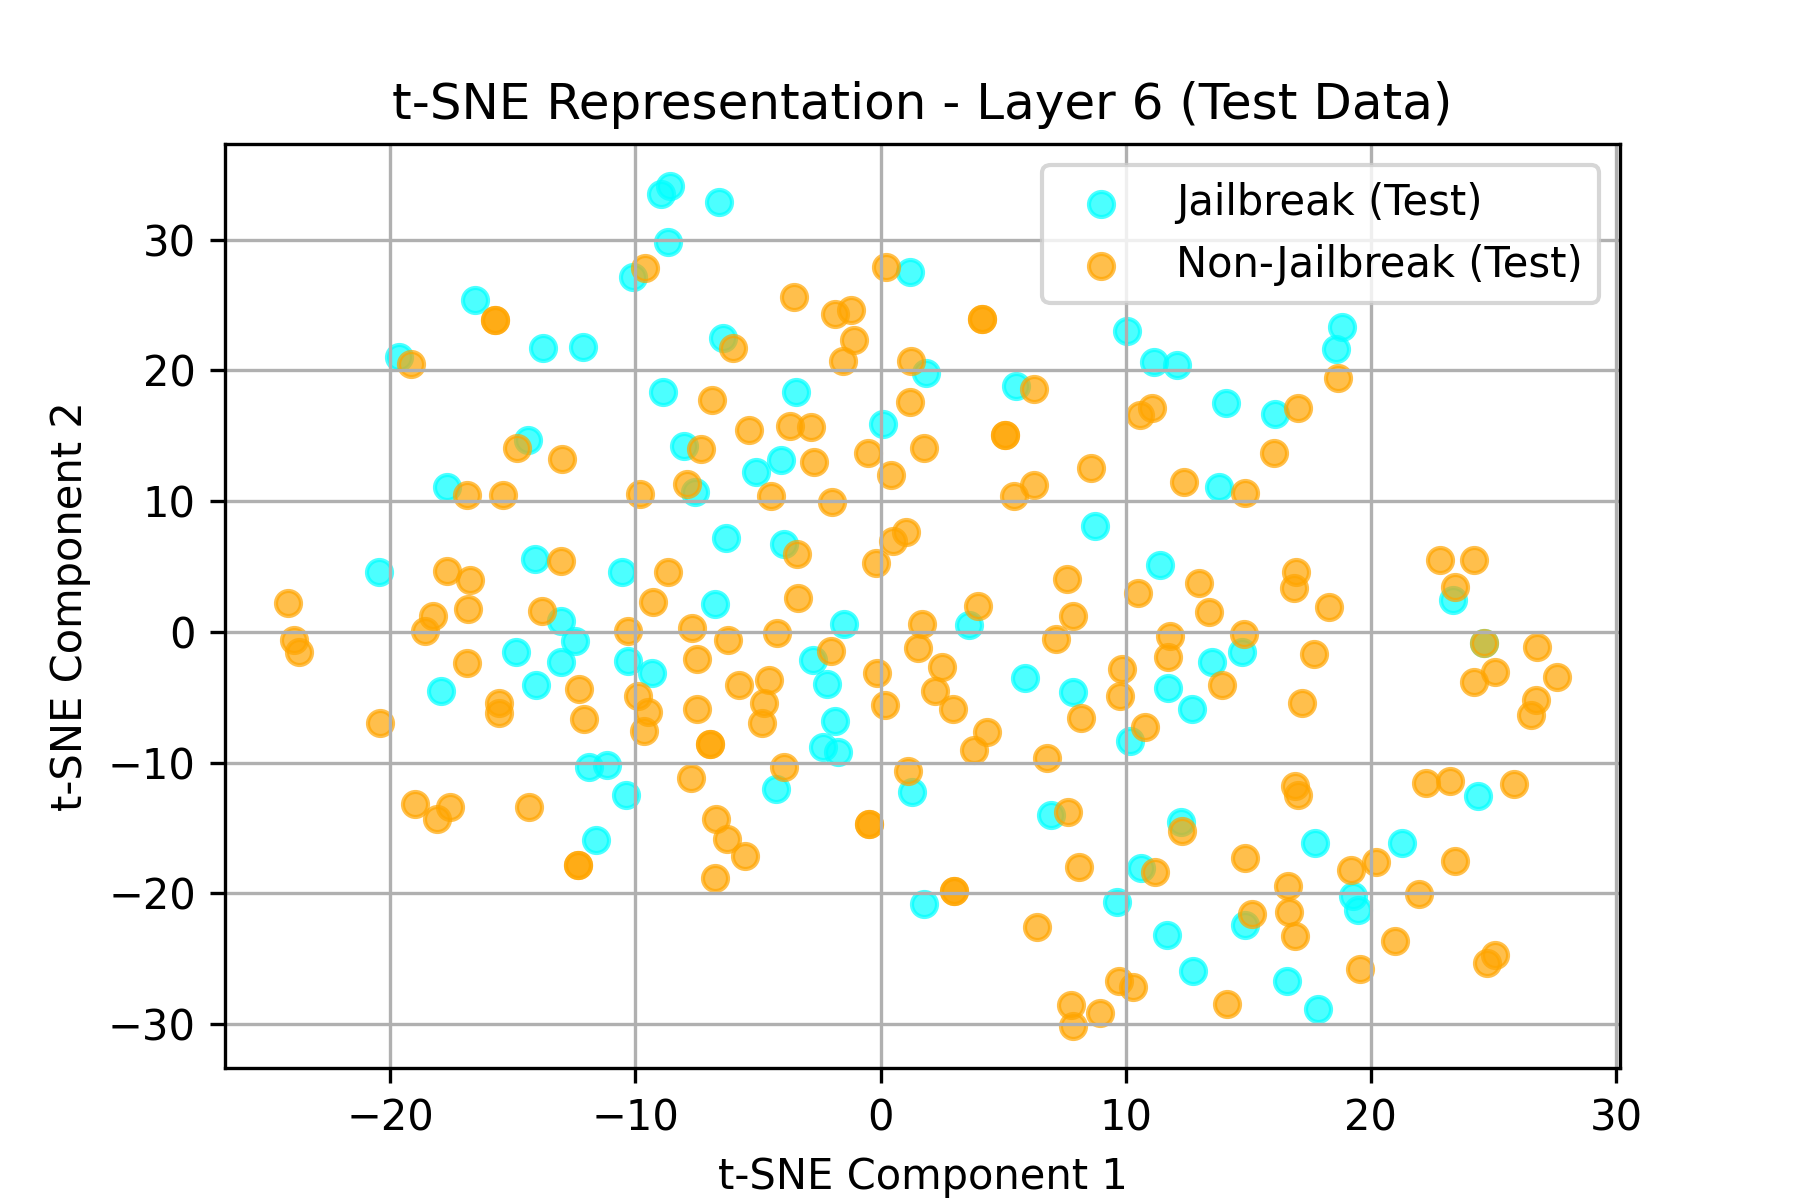 t-SNE Representation - Layer 6 (Test Data)
Jailbreak (Test)
Non-Jailbreak (Test)
30
20
10
0
−10
−20
−30
t-SNE Component 2
−20
−10
0
10
20
30
t-SNE Component 1